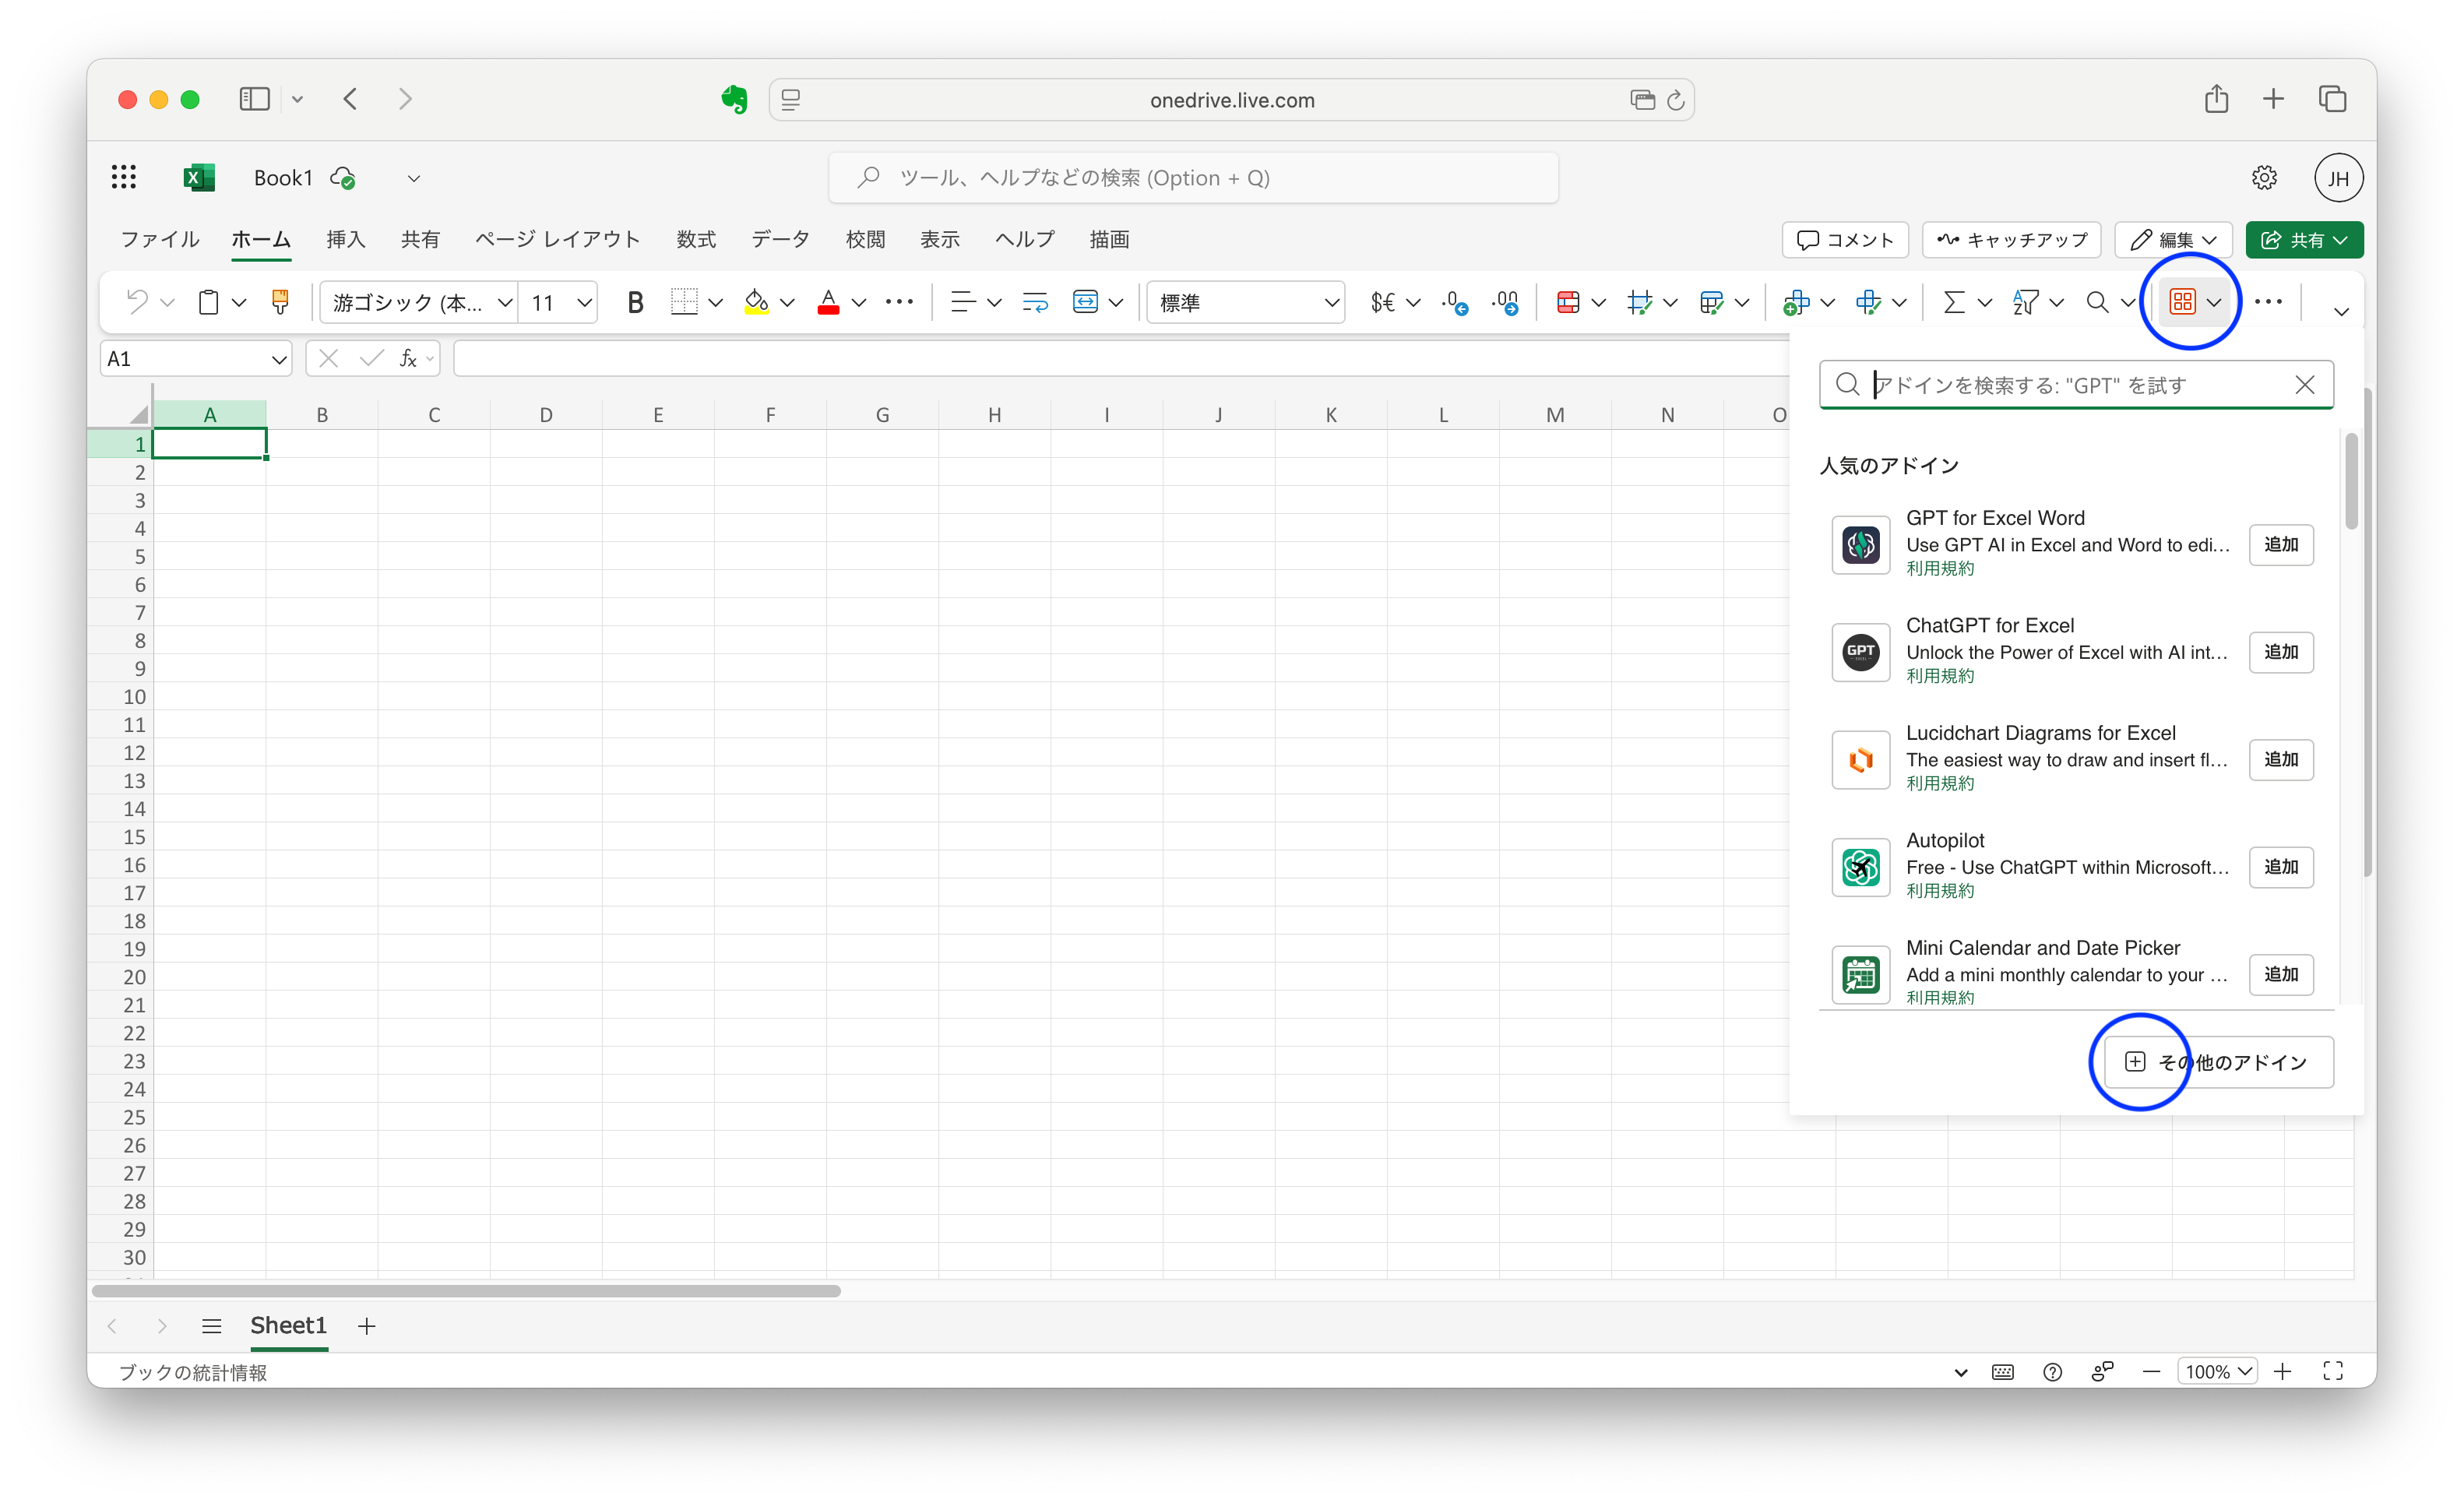 onedrive.live.com
Book1
ツール、ヘルプなどの検索 (Option + Q)
JH
ファイル ホーム 挿入 共有 ページ レイアウト 数式 データ 校閲 表示 ヘルプ 描画
コメント キャッチアップ 編集 共有
游ゴシック (本... 11 B A 標準 $€ .0 .00
A1 fx
アドインを検索する: "GPT" を試す
A B C D E F G H I J K L M N O
1
2
3
4
5
6
7
8
9
10
11
12
13
14
15
16
17
18
19
20
21
22
23
24
25
26
27
28
29
30
人気のアドイン
GPT for Excel Word
Use GPT AI in Excel and Word to edi...
利用規約
追加
GPT
ChatGPT for Excel
Unlock the Power of Excel with AI int...
利用規約
追加
Lucidchart Diagrams for Excel
The easiest way to draw and insert fl...
利用規約
追加
Autopilot
Free - Use ChatGPT within Microsoft...
利用規約
追加
Mini Calendar and Date Picker
Add a mini monthly calendar to your ...
利用規約
追加
その他のアドイン
Sheet1
ブックの統計情報
100%